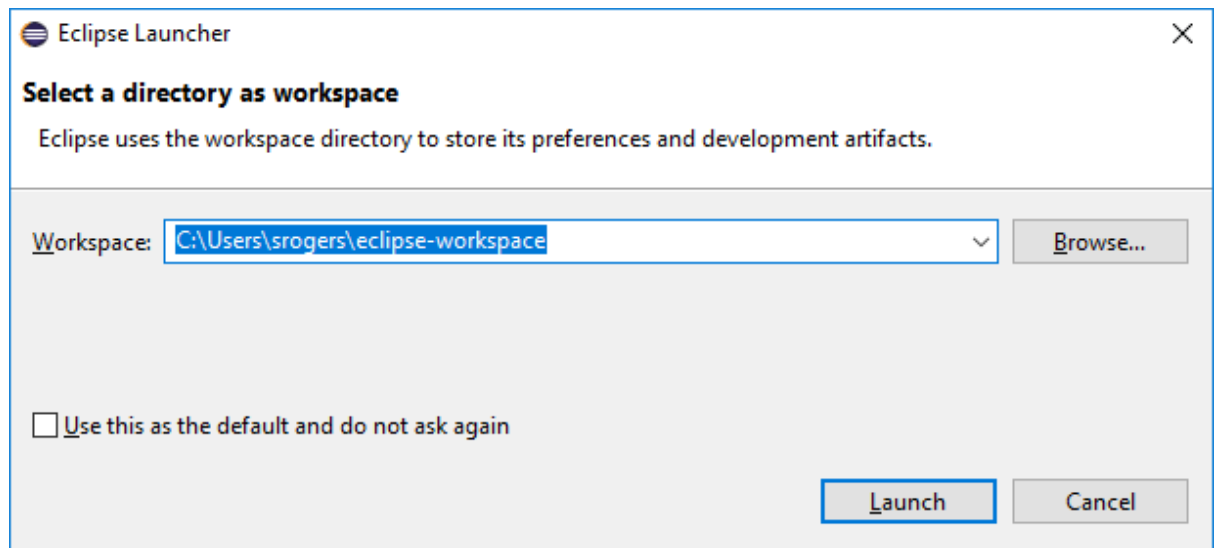 Eclipse Launcher
Select a directory as workspace
Eclipse uses the workspace directory to store its preferences and development artifacts.
Workspace: C:\Users\srogers\eclipse-workspace Browse...
Use this as the default and do not ask again
Launch Cancel